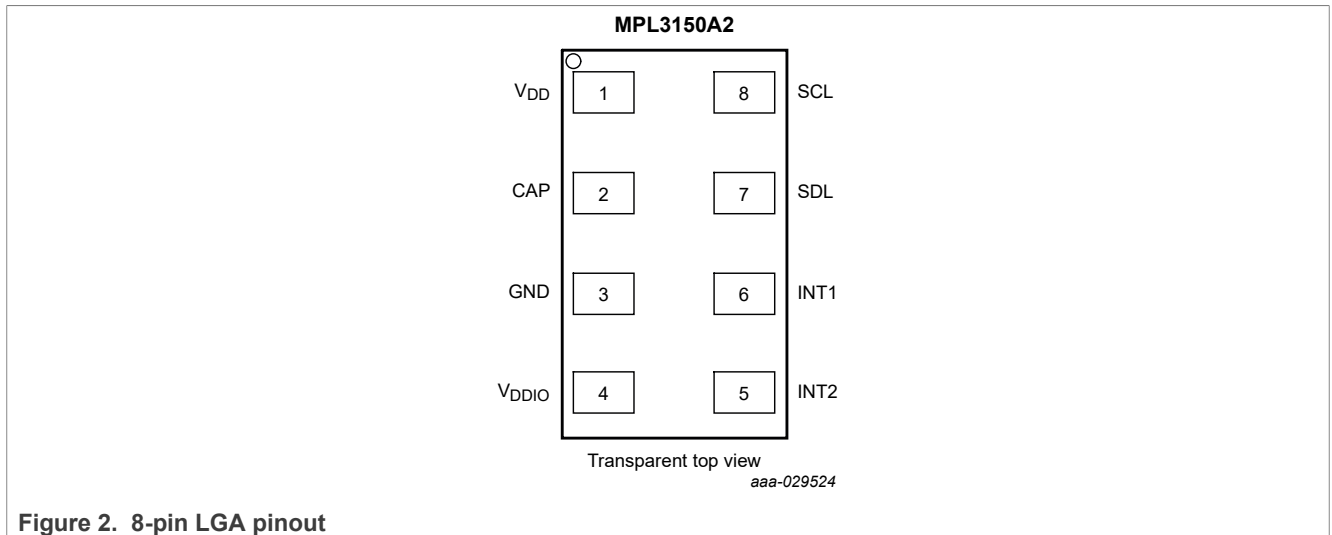 MPL3150A2
VDD 1 8 SCL
CAP 2 7 SDL
GND 3 6 INT1
VDDIO 4 5 INT2
Transparent top view
aaa-029524
Figure 2. 8-pin LGA pinout